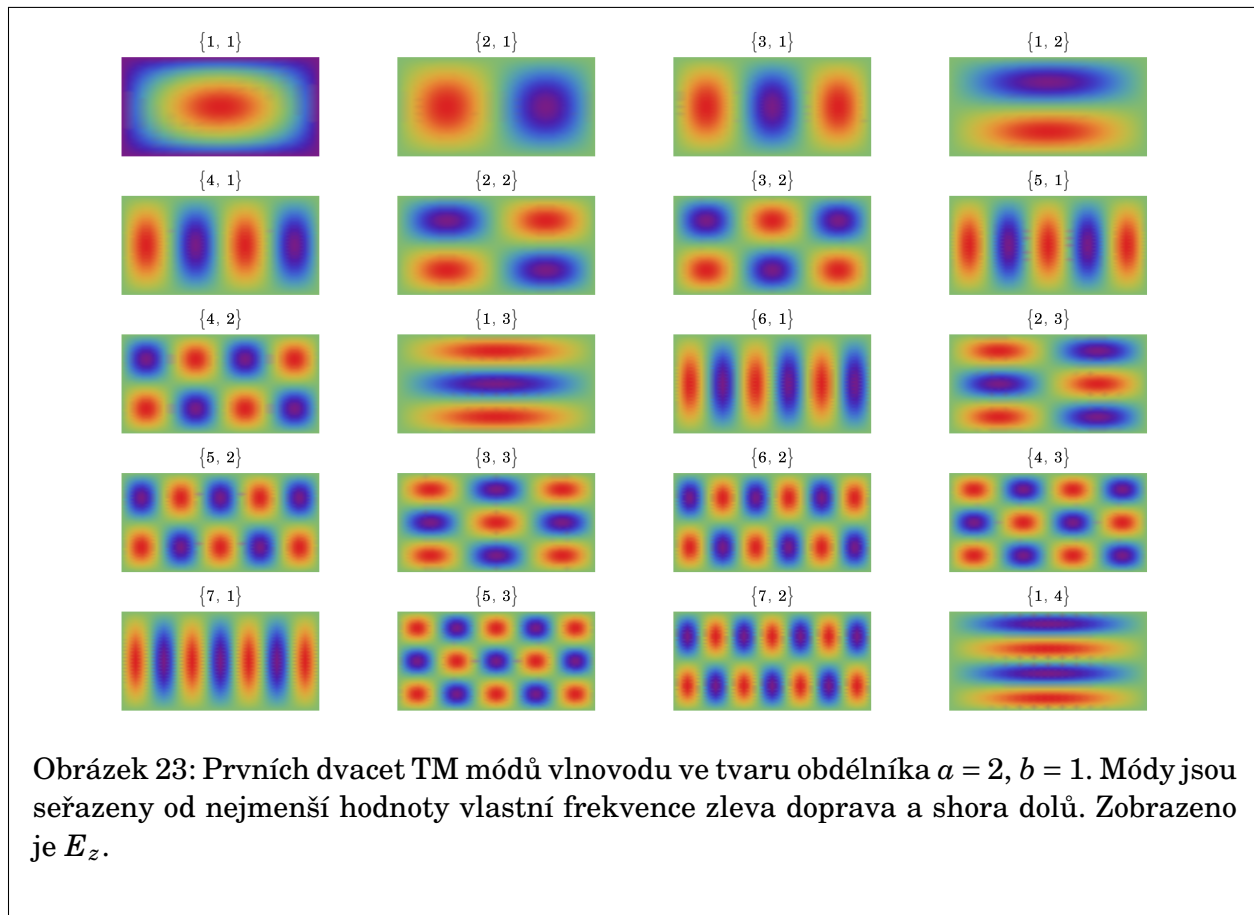 {1, 1} {2, 1} {3, 1} {1, 2}
{4, 1} {2, 2} {3, 2} {5, 1}
{4, 2} {1, 3} {6, 1} {2, 3}
{5, 2} {3, 3} {6, 2} {4, 3}
{7, 1} {5, 3} {7, 2} {1, 4}
Obrázek 23: Prvních dvacet TM módů vlnovodu ve tvaru obdélníka a = 2, b = 1. Módy jsou
seřazeny od nejmenší hodnoty vlastní frekvence zleva doprava a shora dolů. Zobrazeno
je E_z.